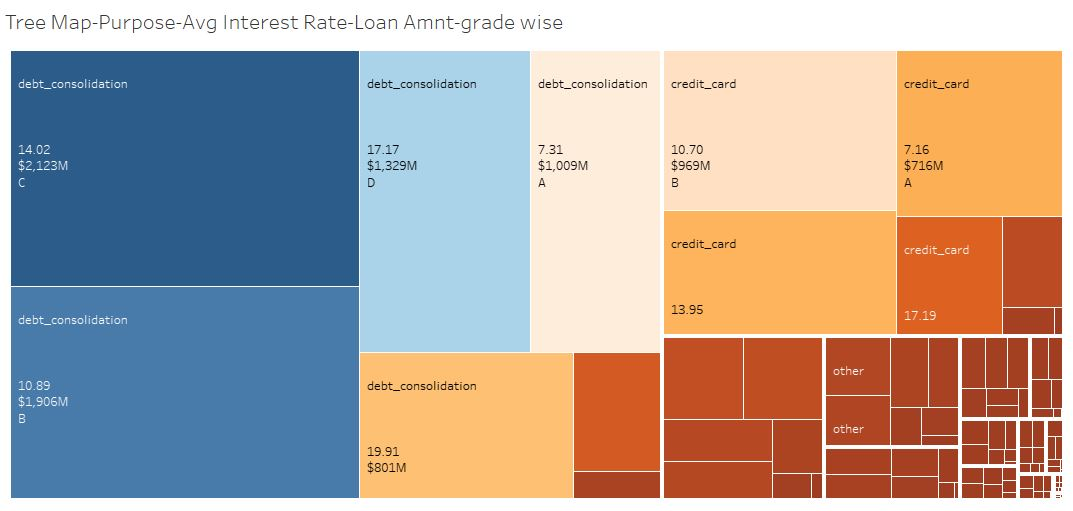 Tree Map-Purpose-Avg Interest Rate-Loan Amnt-grade wise
debt_consolidation
14.02
$2,123M
C
debt_consolidation
10.89
$1,906M
B
debt_consolidation
17.17
$1,329M
D
debt_consolidation
7.31
$1,009M
A
debt_consolidation
19.91
$801M
credit_card
10.70
$969M
B
credit_card
7.16
$716M
A
credit_card
13.95
credit_card
17.19
other
other